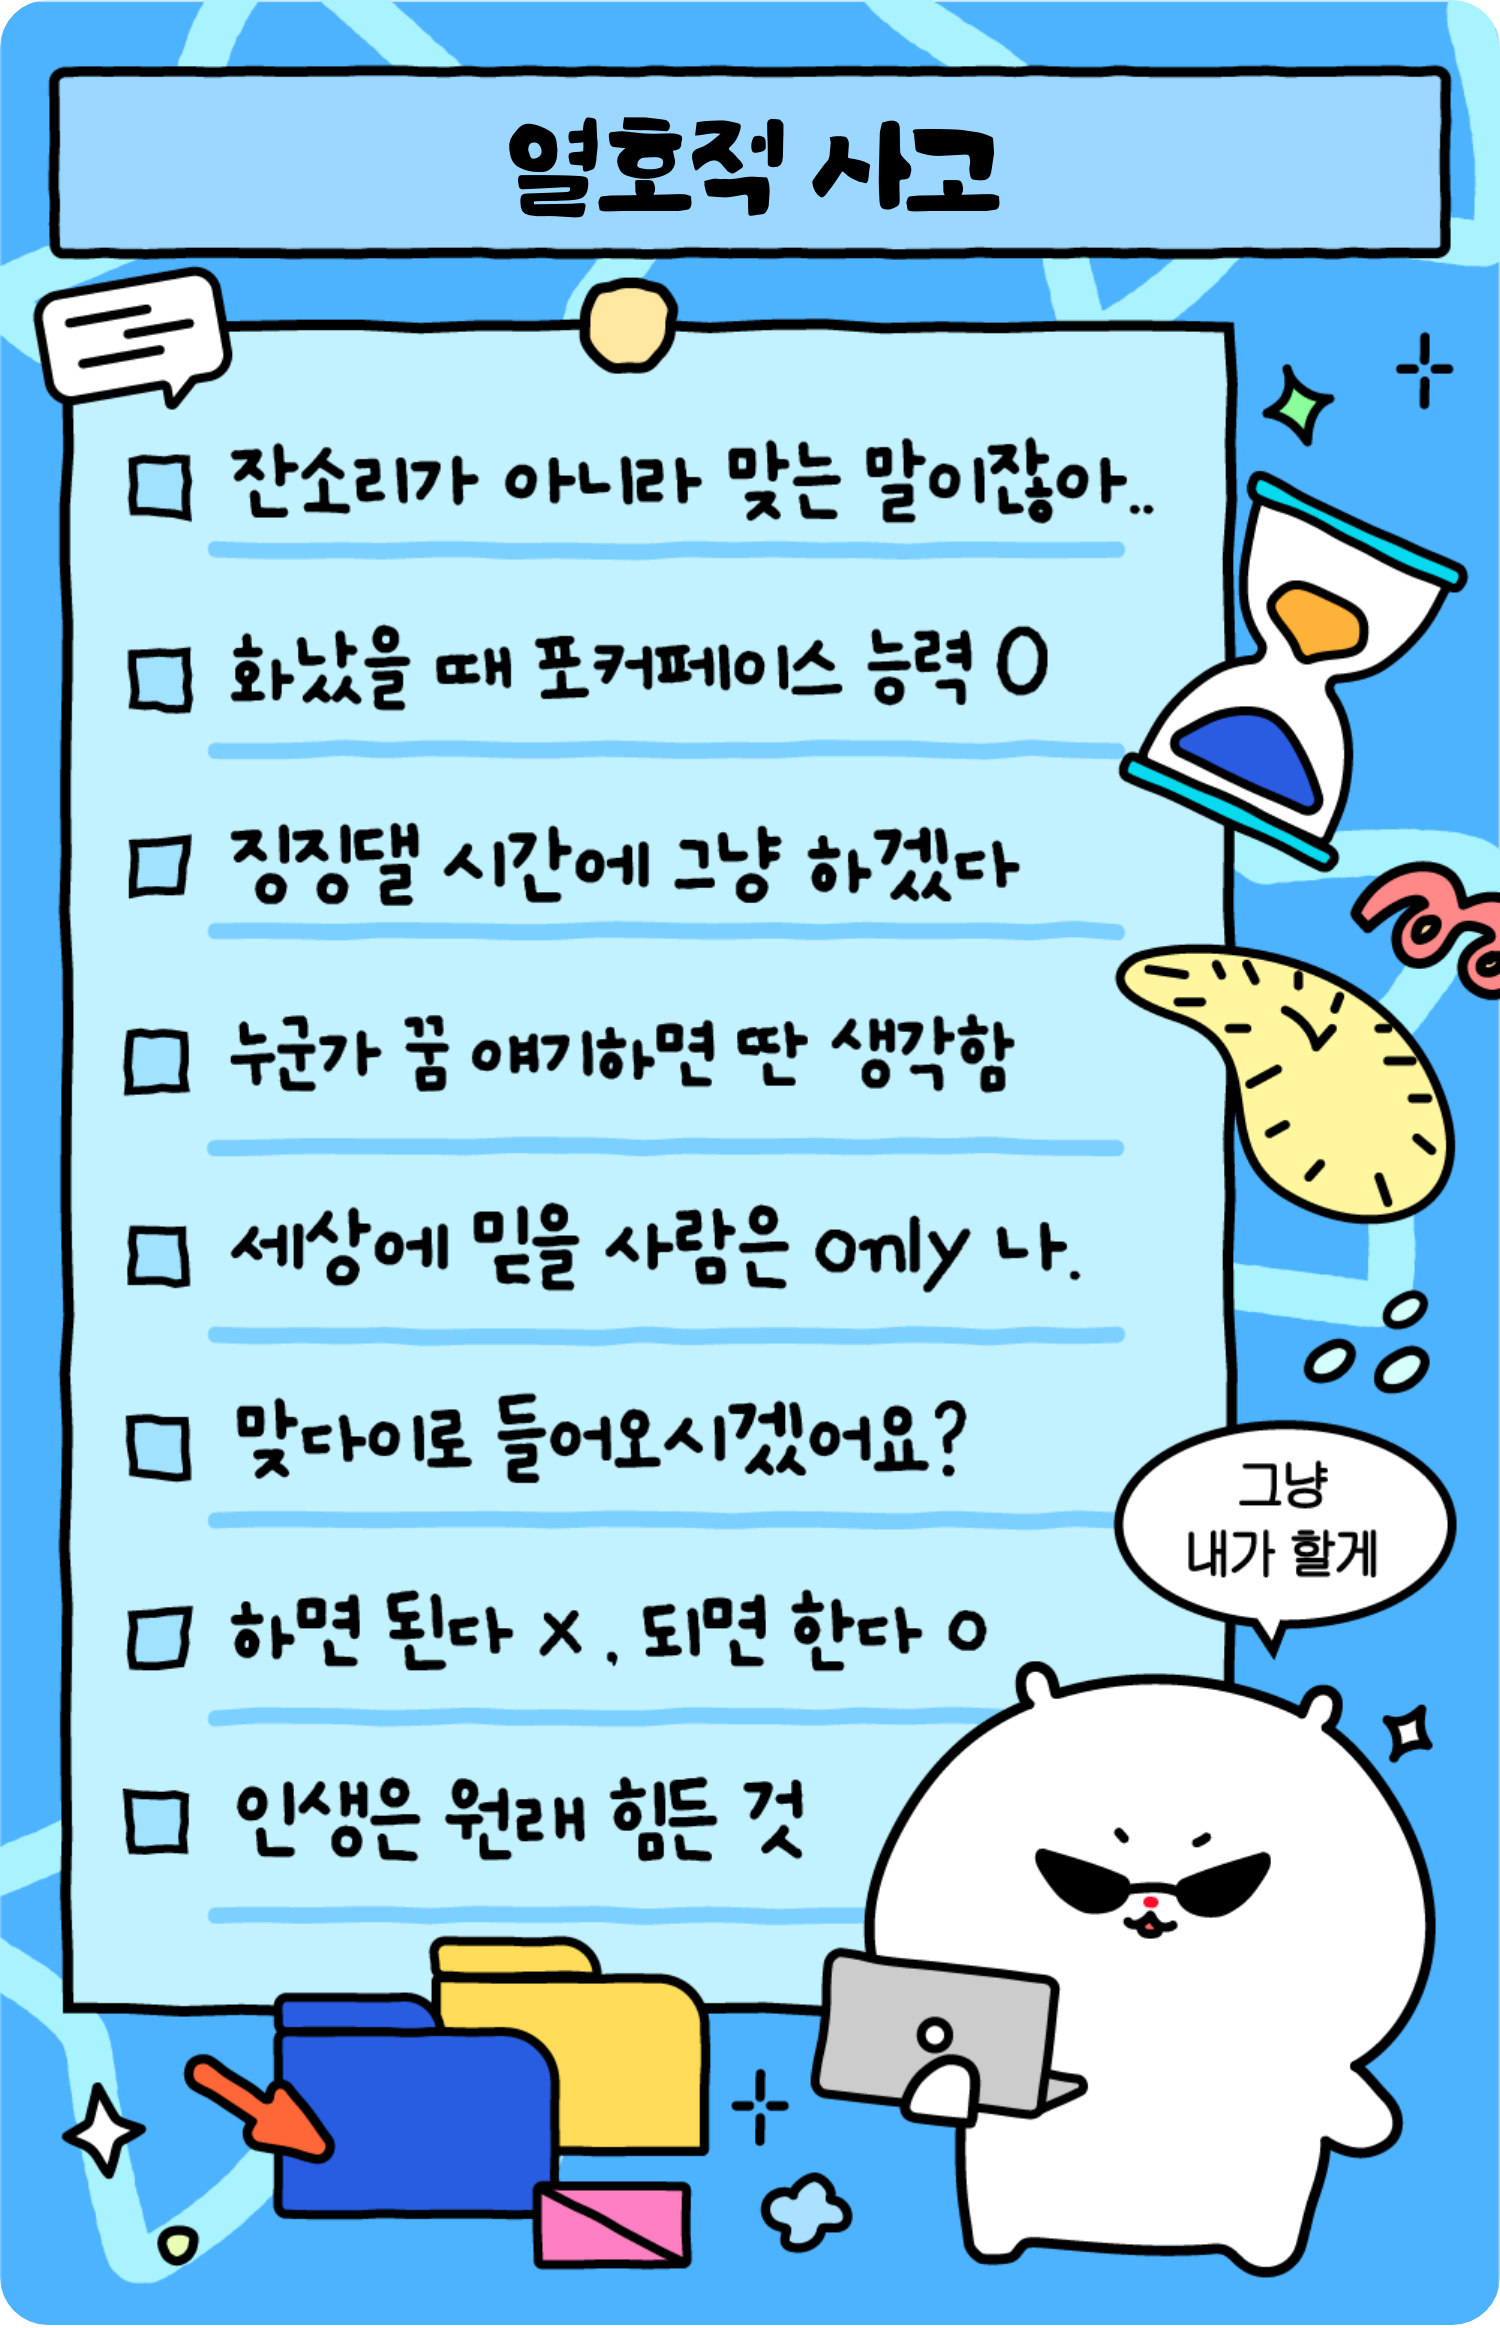 열호적 사고
잔소리가 아니라 맞는 말이잖아..
화났을 때 포커페이스 능력 0
징징댈 시간에 그냥 하겠다
누군가 꿈 얘기하면 딴 생각함
세상에 믿을 사람은 only 나.
맞다이로 들어오시겠어요?
하면 된다 x , 되면 한다 o
인생은 원래 힘든 것
그냥
내가 할게